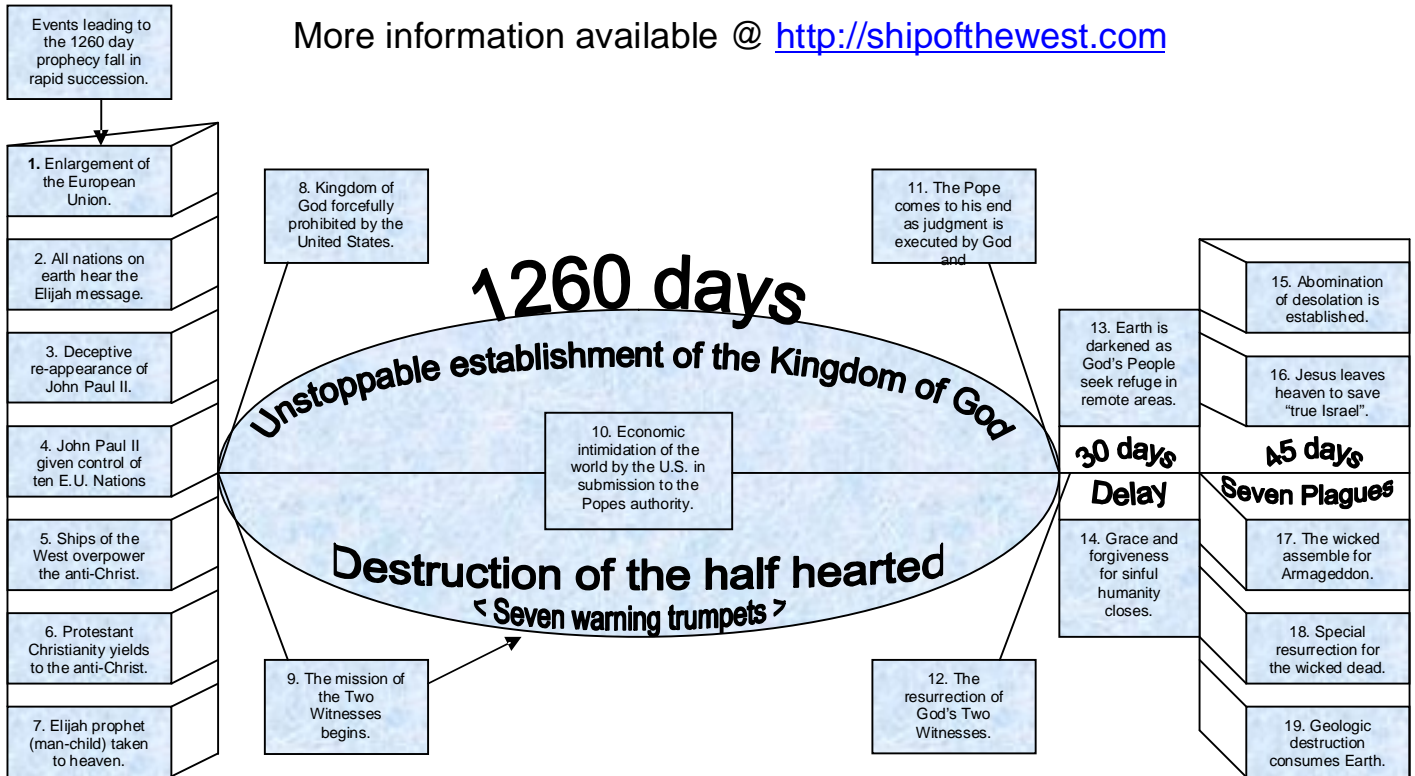 Events leading to
the 1260 day
prophecy fall in
rapid succession.
More information available @ http://shipofthewest.com
1. Enlargement of
the European
Union.
2. All nations on
earth hear the
Elijah message.
3. Deceptive
re-appearance of
John Paul II.
4. John Paul II
given control of
ten E.U. Nations
5. Ships of the
West overpower
the anti-Christ.
6. Protestant
Christianity yields
to the anti-Christ.
7. Elijah prophet
(man-child) taken
to heaven.
8. Kingdom of
God forcefully
prohibited by the
United States.
1260 days
Unstoppable establishment of the Kingdom of God
10. Economic
intimidation of the
world by the U.S. in
submission to the
Popes authority.
Destruction of the half hearted
< Seven warning trumpets >
9. The mission of
the Two
Witnesses
begins.
11. The Pope
comes to his end
as judgment is
executed by God
and
12. The
resurrection of
God's Two
Witnesses.
13. Earth is
darkened as
God's People
seek refuge in
remote areas.
30 days
Delay
14. Grace and
forgiveness
for sinful
humanity
closes.
15. Abomination
of desolation is
established.
16. Jesus leaves
heaven to save
"true Israel".
45 days
Seven Plagues
17. The wicked
assemble for
Armageddon.
18. Special
resurrection for
the wicked dead.
19. Geologic
destruction
consumes Earth.